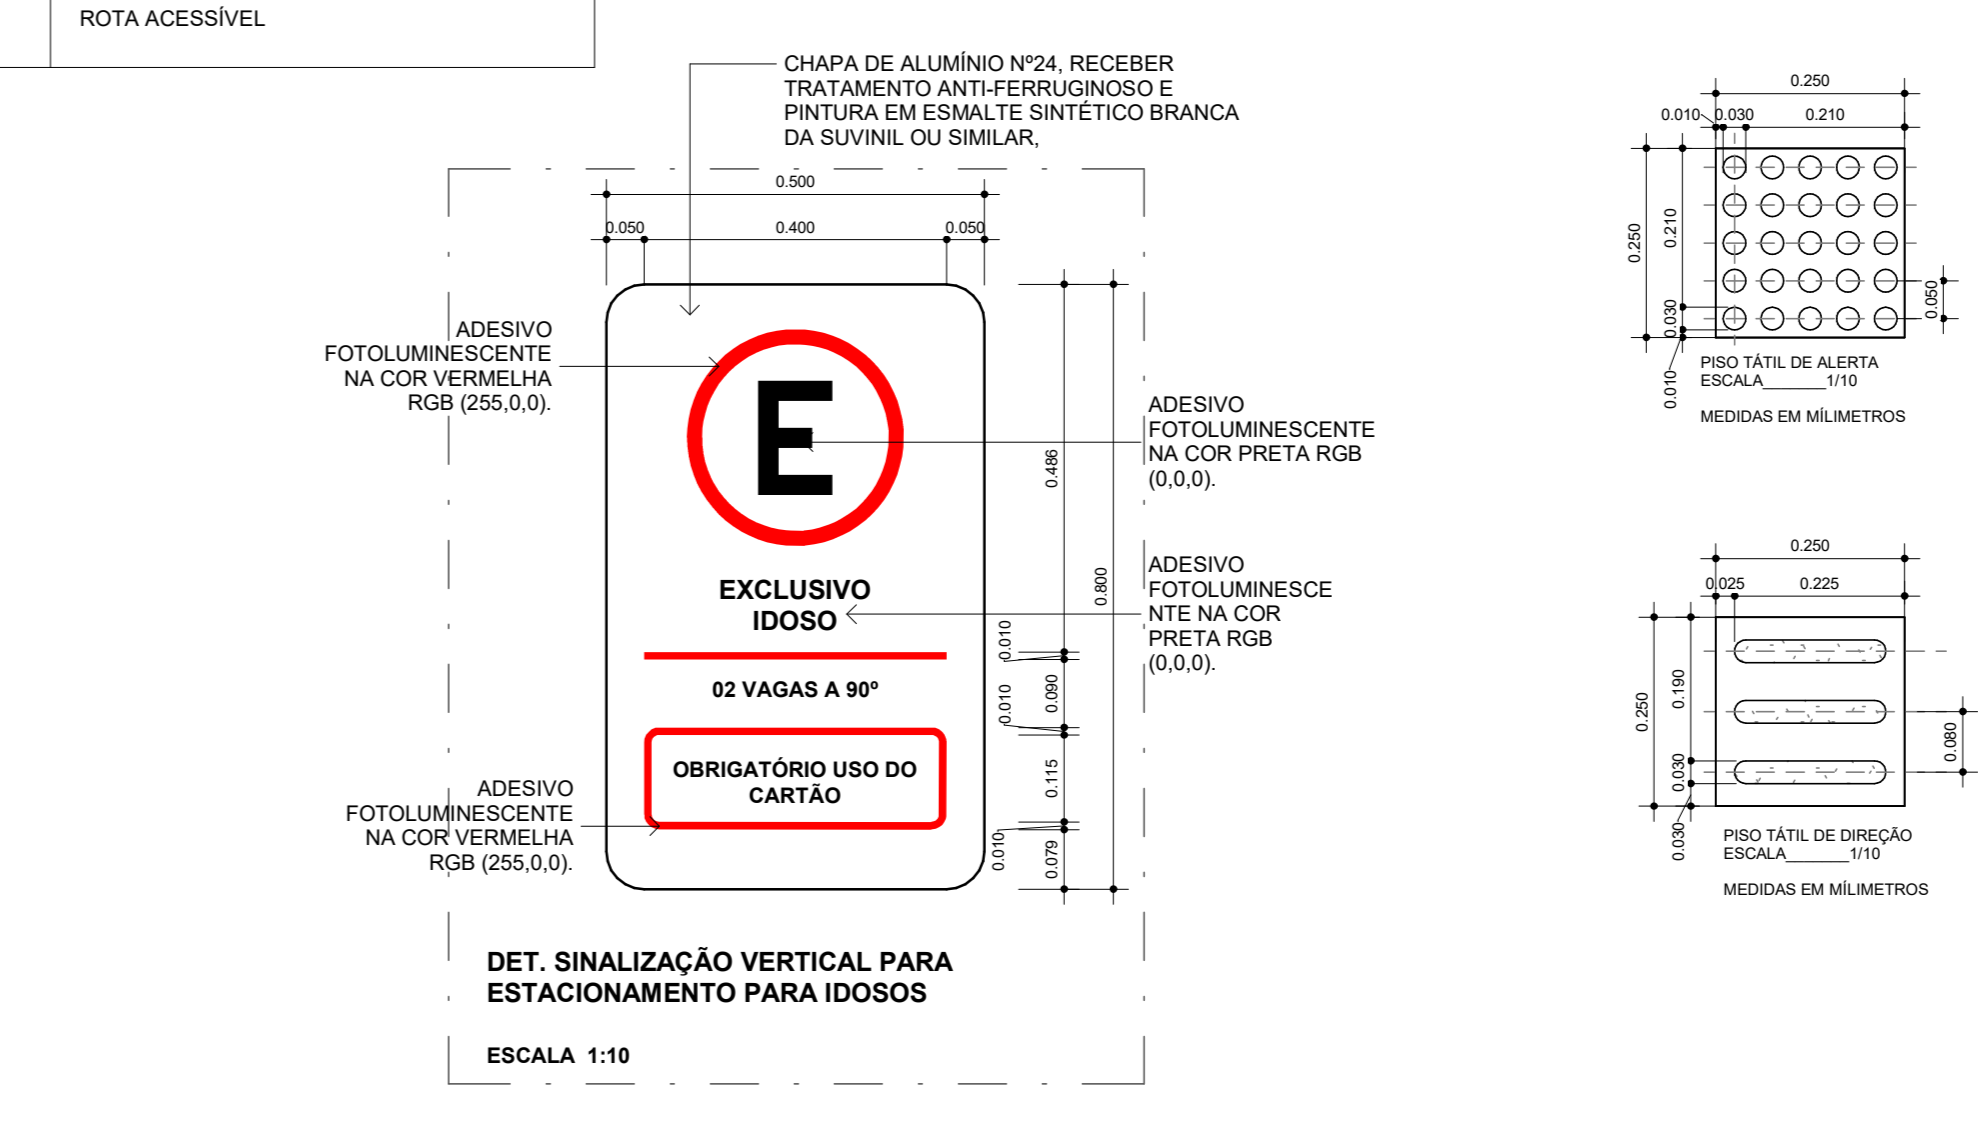 ROTA ACESSÍVEL
CHAPA DE ALUMÍNIO Nº24, RECEBER
TRATAMENTO ANTI-FERRUGINOSO E
PINTURA EM ESMALTE SINTÉTICO BRANCA
DA SUVINIL OU SIMILAR,
0.500
0.050
0.400
0.050
ADESIVO
FOTOLUMINESCENTE
NA COR VERMELHA
RGB (255,0,0).
E
ADESIVO
FOTOLUMINESCENTE
NA COR PRETA RGB
(0,0,0).
EXCLUSIVO
IDOSO
ADESIVO
FOTOLUMINESCE
NTE NA COR
PRETA RGB
(0,0,0).
02 VAGAS A 90º
OBRIGATÓRIO USO DO
CARTÃO
ADESIVO
FOTOLUMINESCENTE
NA COR VERMELHA
RGB (255,0,0).
0.486
0.800
0.010
0.090
0.010
0.115
0.010
0.079
DET. SINALIZAÇÃO VERTICAL PARA
ESTACIONAMENTO PARA IDOSOS
ESCALA 1:10
0.250
0.010
0.030
0.210
0.250
0.210
0.030
0.010
0.050
PISO TÁTIL DE ALERTA
ESCALA_______1/10
MEDIDAS EM MÍLIMETROS
0.250
0.025
0.225
0.250
0.190
0.030
0.030
0.080
PISO TÁTIL DE DIREÇÃO
ESCALA_______1/10
MEDIDAS EM MÍLIMETROS